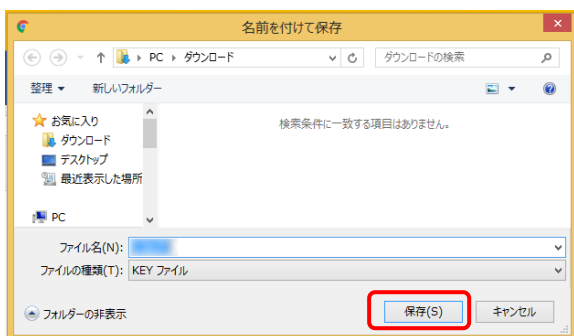 名前を付けて保存
PC ▸ ダウンロード
ダウンロードの検索
整理 ▼ 新しいフォルダー
お気に入り
検索条件に一致する項目はありません。
ダウンロード
デスクトップ
最近表示した場所
PC
ファイル名(N):
ファイルの種類(T): KEY ファイル
フォルダーの非表示
保存(S)
キャンセル